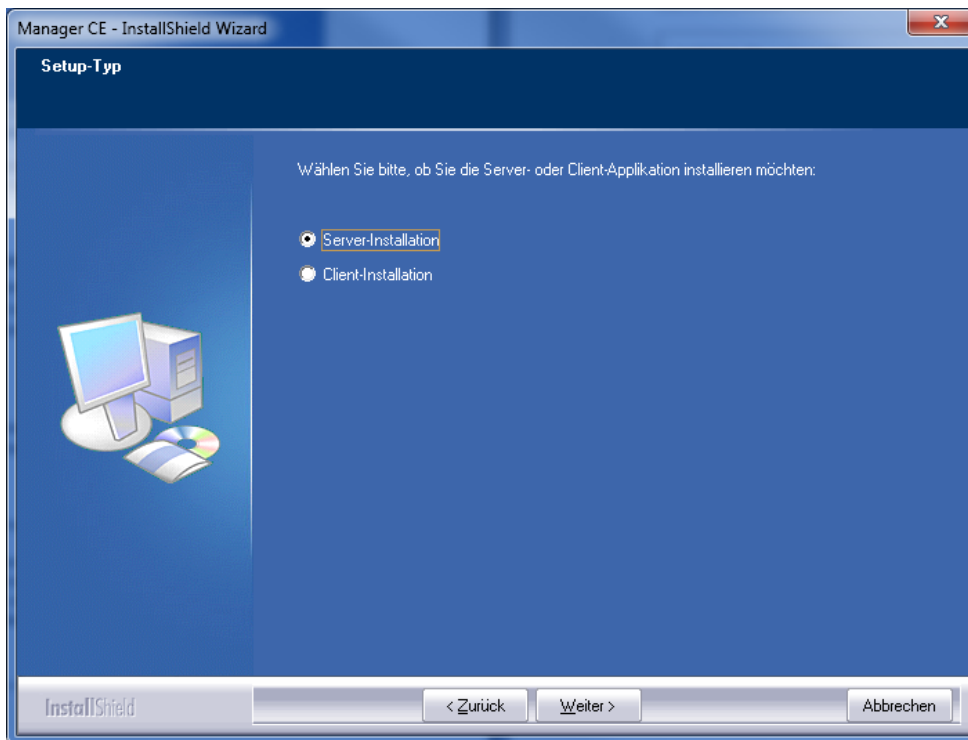 Manager CE - InstallShield Wizard
Setup-Typ
Wählen Sie bitte, ob Sie die Server- oder Client-Applikation installieren möchten:
Server-Installation
Client-Installation
InstallShield
< Zurück
Weiter >
Abbrechen